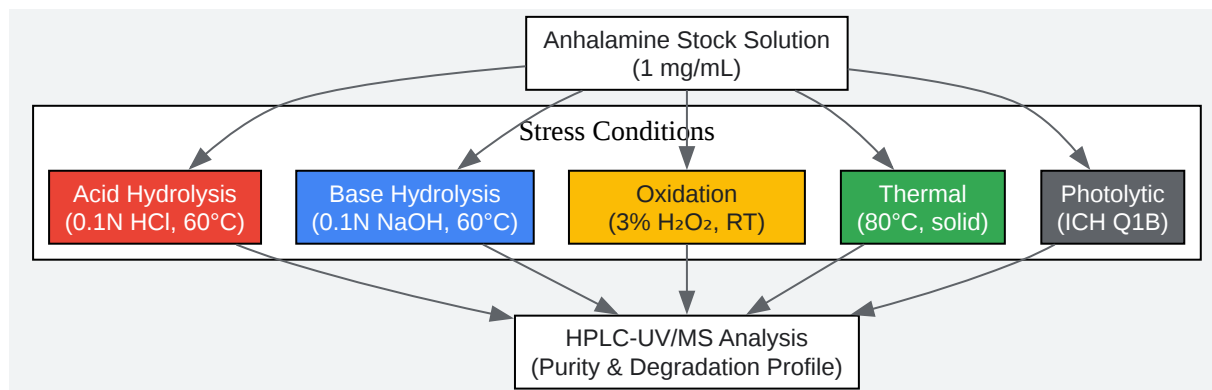 Anhalamine Stock Solution
(1 mg/mL)
Stress Conditions
Acid Hydrolysis
(0.1N HCl, 60°C)
Base Hydrolysis
(0.1N NaOH, 60°C)
Oxidation
(3% H₂O₂, RT)
Thermal
(80°C, solid)
Photolytic
(ICH Q1B)
HPLC-UV/MS Analysis
(Purity & Degradation Profile)